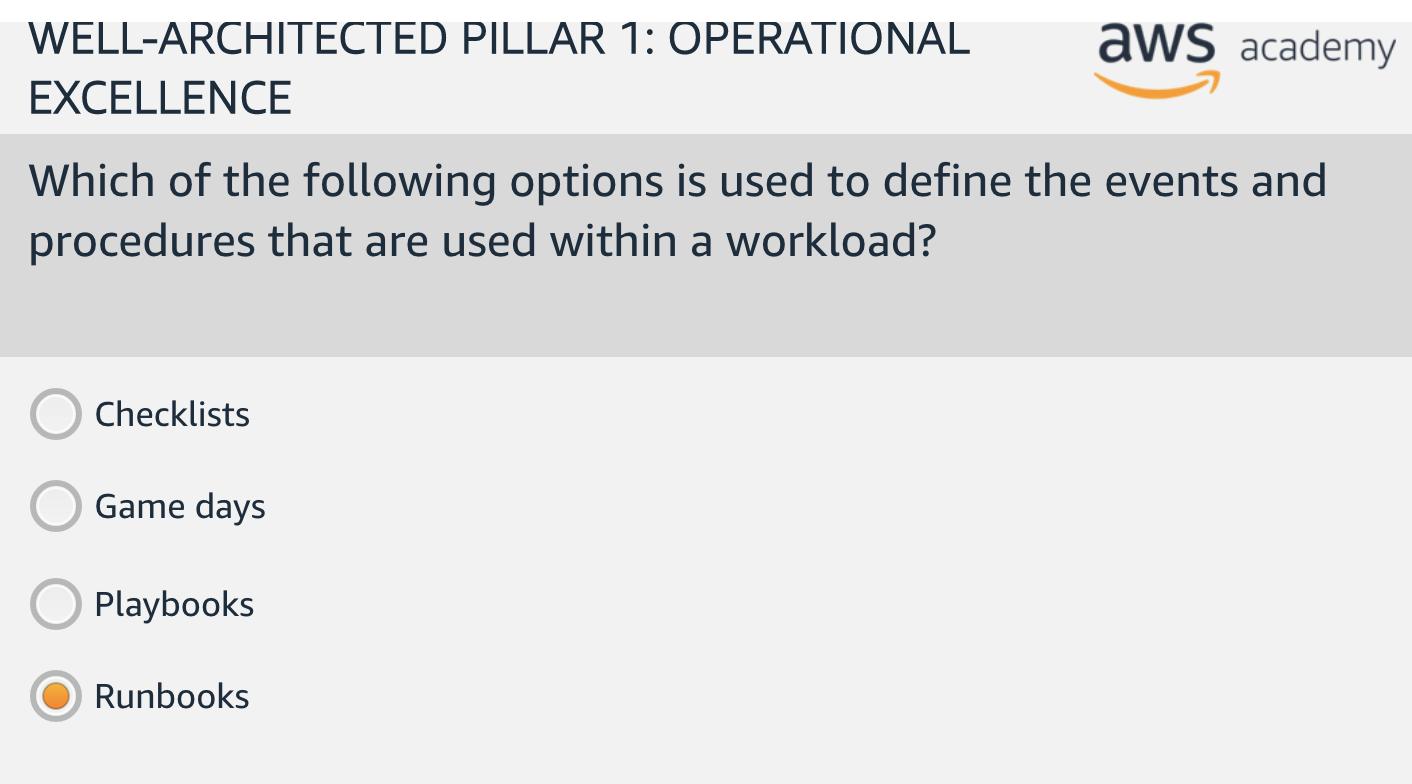 WELL-ARCHITECTED PILLAR 1: OPERATIONAL
EXCELLENCE
aws academy
Which of the following options is used to define the events and
procedures that are used within a workload?
Checklists
Game days
Playbooks
Runbooks